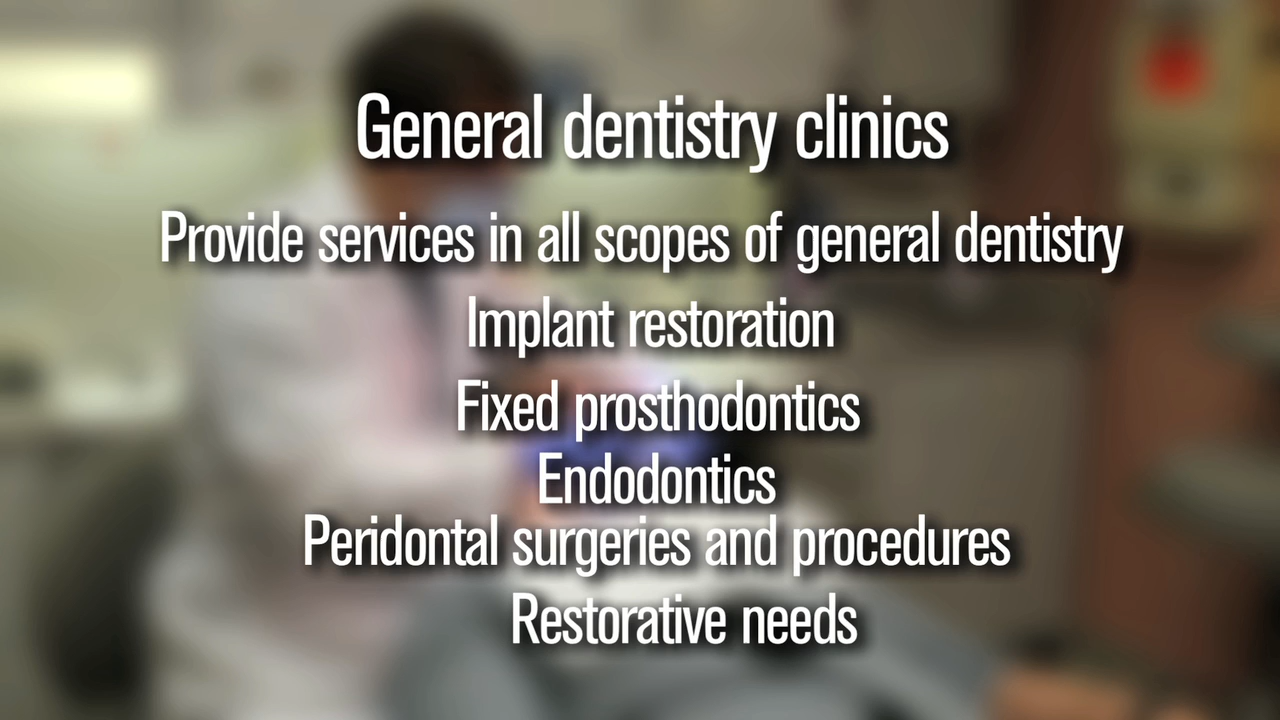 General dentistry clinics
Provide services in all scopes of general dentistry
Implant restoration
Fixed prosthodontics
Endodontics
Peridontal surgeries and procedures
Restorative needs